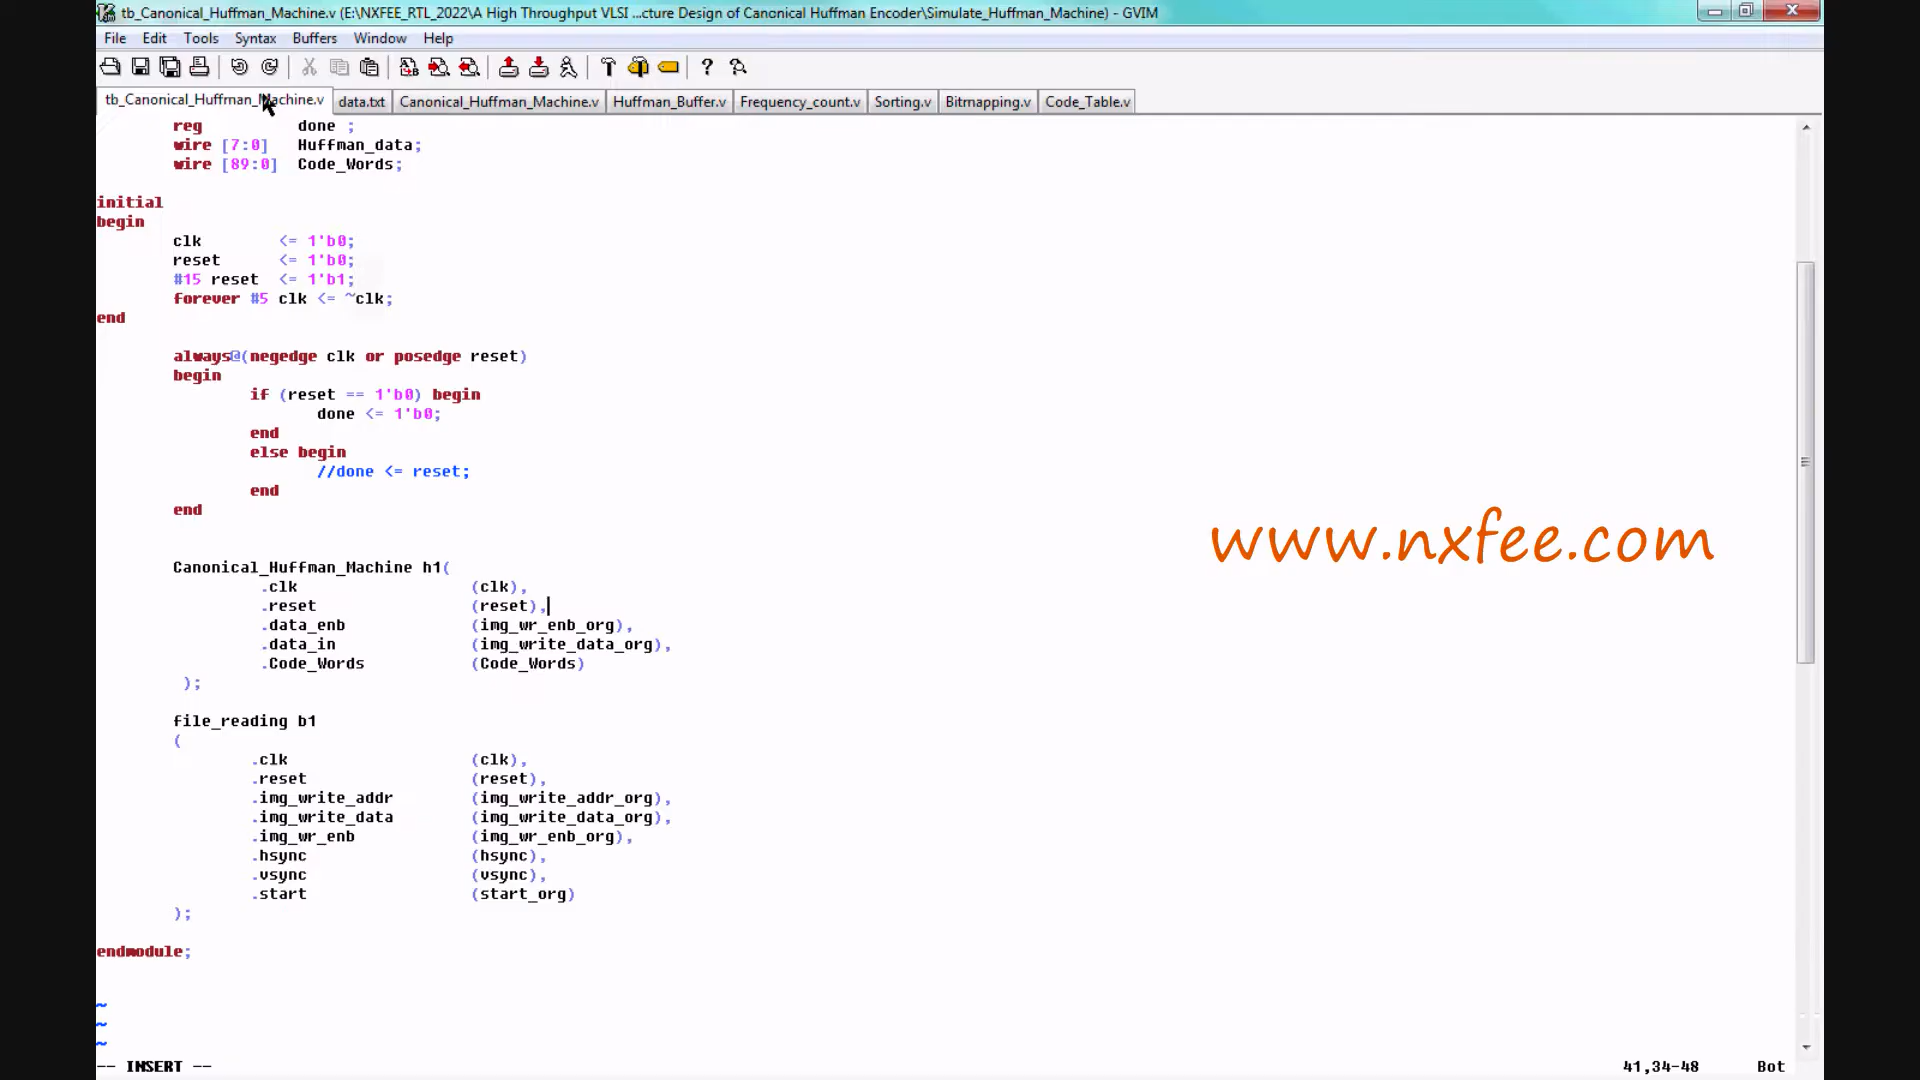 tb_Canonical_Huffman_Machine.v (E:\NXFEE_RTL_2022\A High Throughput VLSI ...cture Design of Canonical Huffman Encoder\Simulate_Huffman_Machine) - GVIM
File Edit Tools Syntax Buffers Window Help
tb_Canonical_Huffman_Machine.v data.txt Canonical_Huffman_Machine.v Huffman_Buffer.v Frequency_count.v Sorting.v Bitmapping.v Code_Table.v
reg done ;
wire [7:0] Huffman_data;
wire [89:0] Code_Words;
initial
begin
clk <= 1'b0;
reset <= 1'b0;
#15 reset <= 1'b1;
forever #5 clk <= ~clk;
end
always@(negedge clk or posedge reset)
begin
if (reset == 1'b0) begin
done <= 1'b0;
end
else begin
//done <= reset;
end
end
www.nxfee.com
Canonical_Huffman_Machine h1(
.clk (clk),
.reset (reset),
.data_enb (img_wr_enb_org),
.data_in (img_write_data_org),
.Code_Words (Code_Words)
);
file_reading b1
(
.clk (clk),
.reset (reset),
.img_write_addr (img_write_addr_org),
.img_write_data (img_write_data_org),
.img_wr_enb (img_wr_enb_org),
.hsync (hsync),
.vsync (vsync),
.start (start_org)
);
endmodule;
~
~
~
-- INSERT -- 41,34-48 Bot